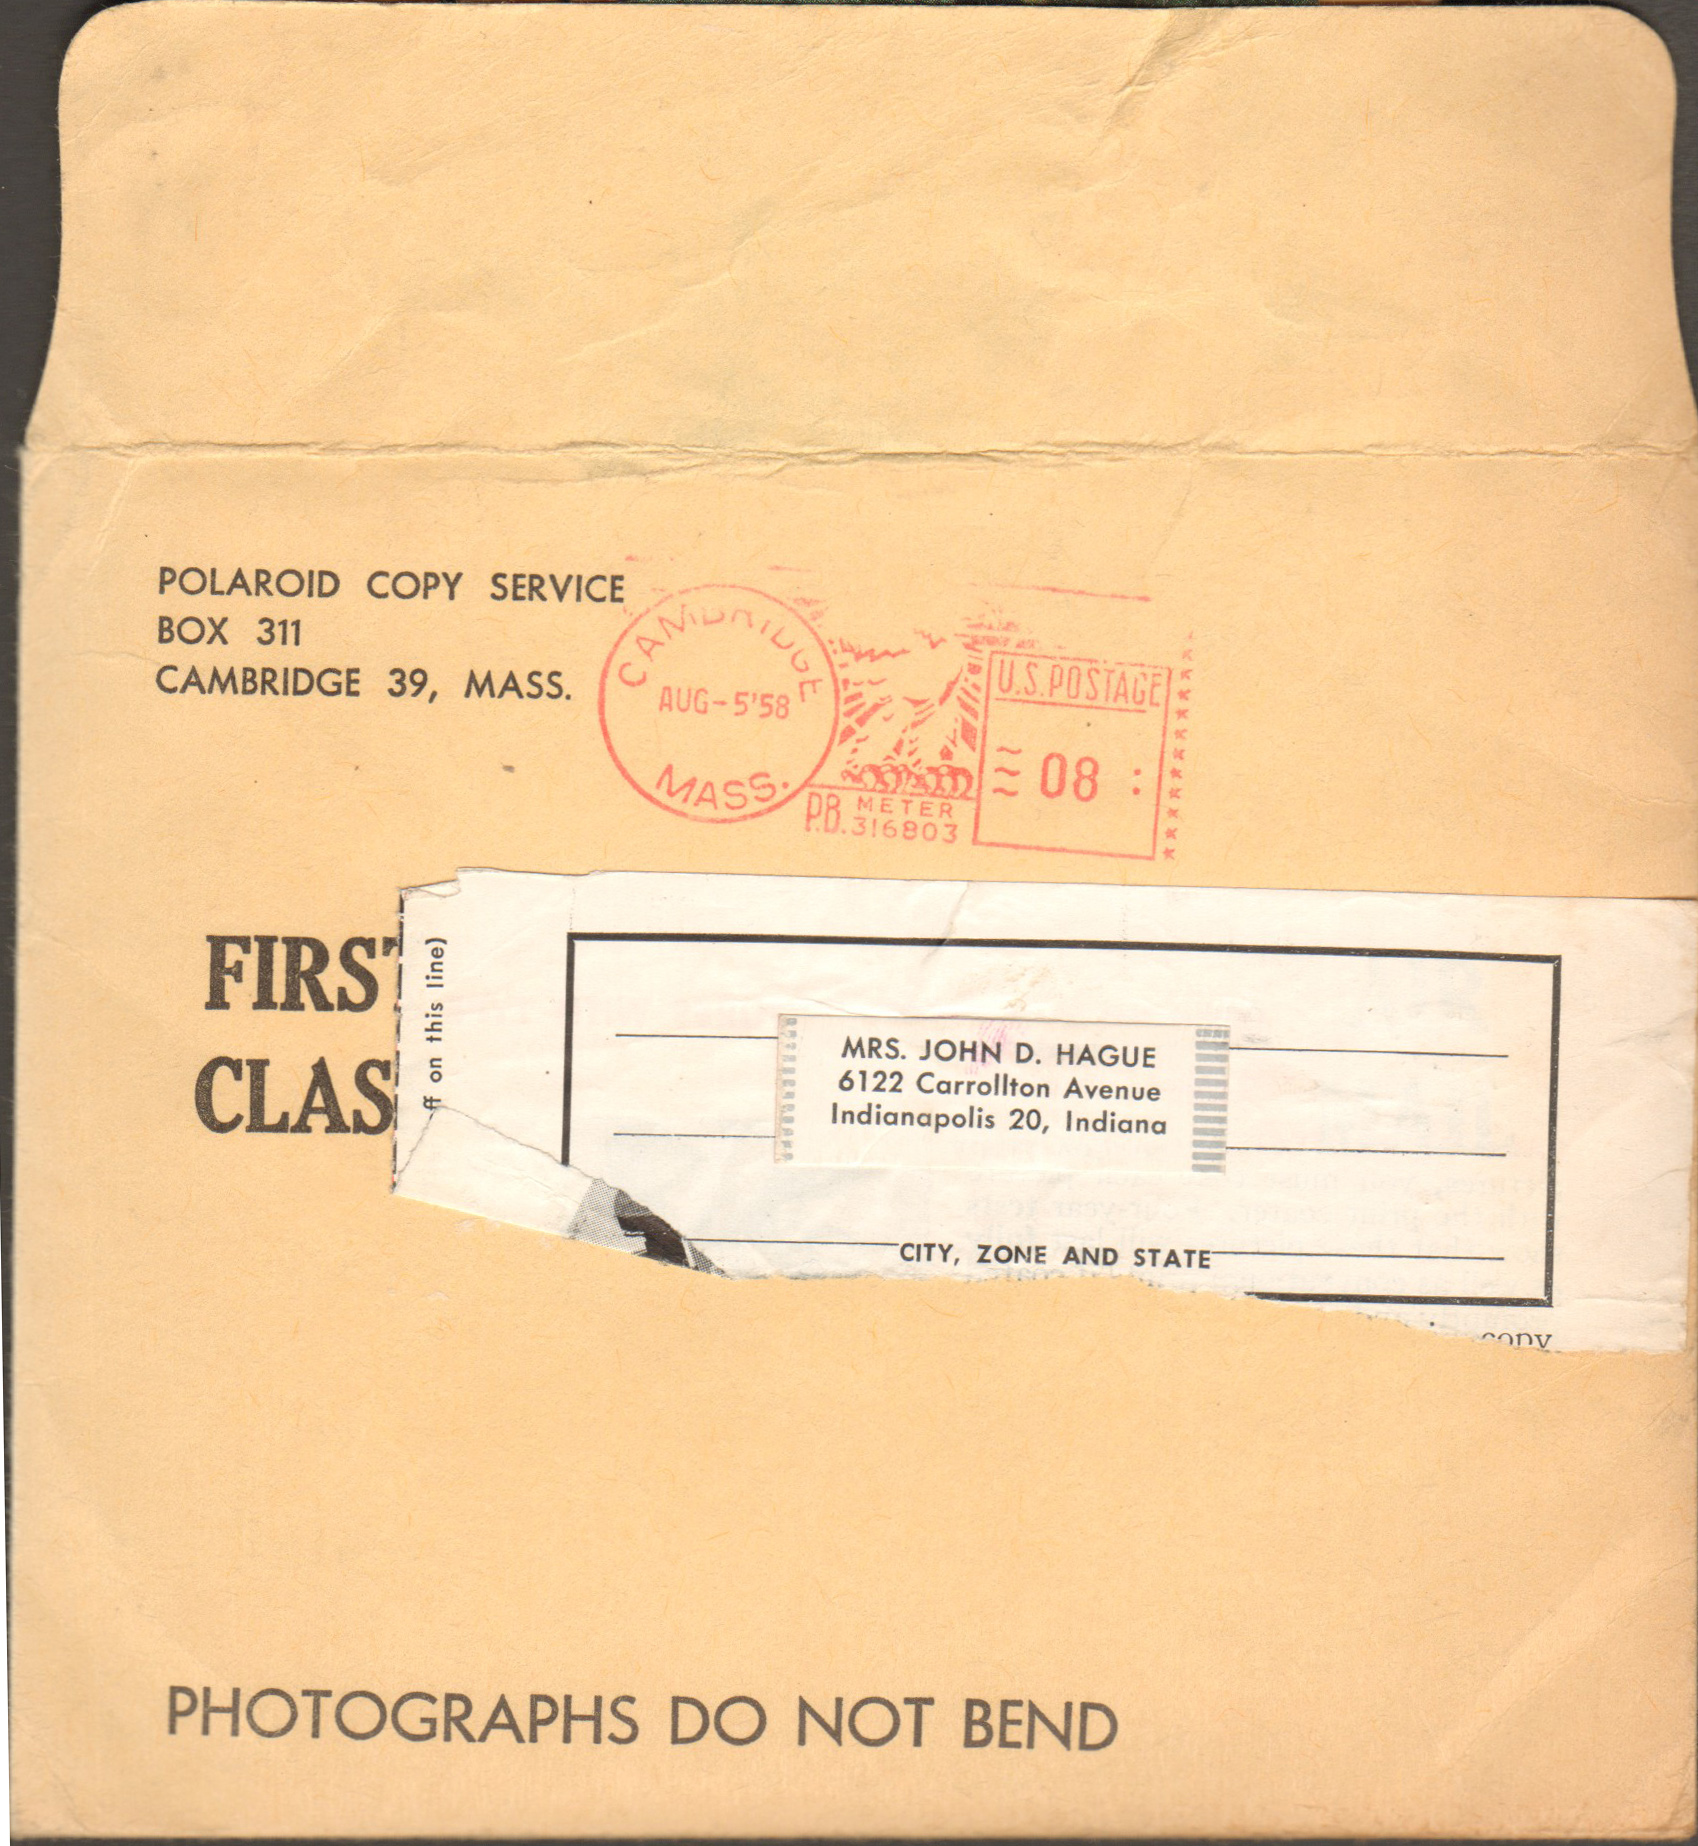 POLAROID COPY SERVICE
BOX 311
CAMBRIDGE 39, MASS.
CAMBRIDGE
AUG-5'58
MASS.
P.B. METER
316803
U.S. POSTAGE
08
FIRST
CLAS
ff on this line)
MRS. JOHN D. HAGUE
6122 Carrollton Avenue
Indianapolis 20, Indiana
CITY, ZONE AND STATE
copy
PHOTOGRAPHS DO NOT BEND